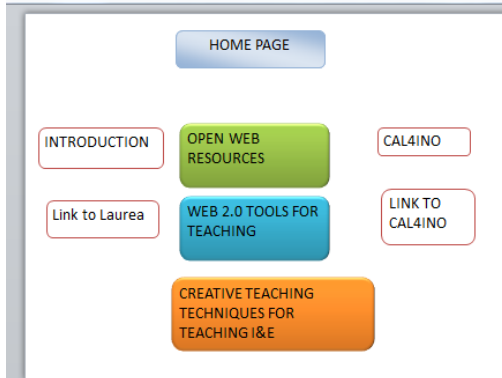 HOME PAGE
INTRODUCTION
OPEN WEB
RESOURCES
CAL4INO
Link to Laurea
WEB 2.0 TOOLS FOR
TEACHING
LINK TO
CAL4INO
CREATIVE TEACHING
TECHNIQUES FOR
TEACHING I&E